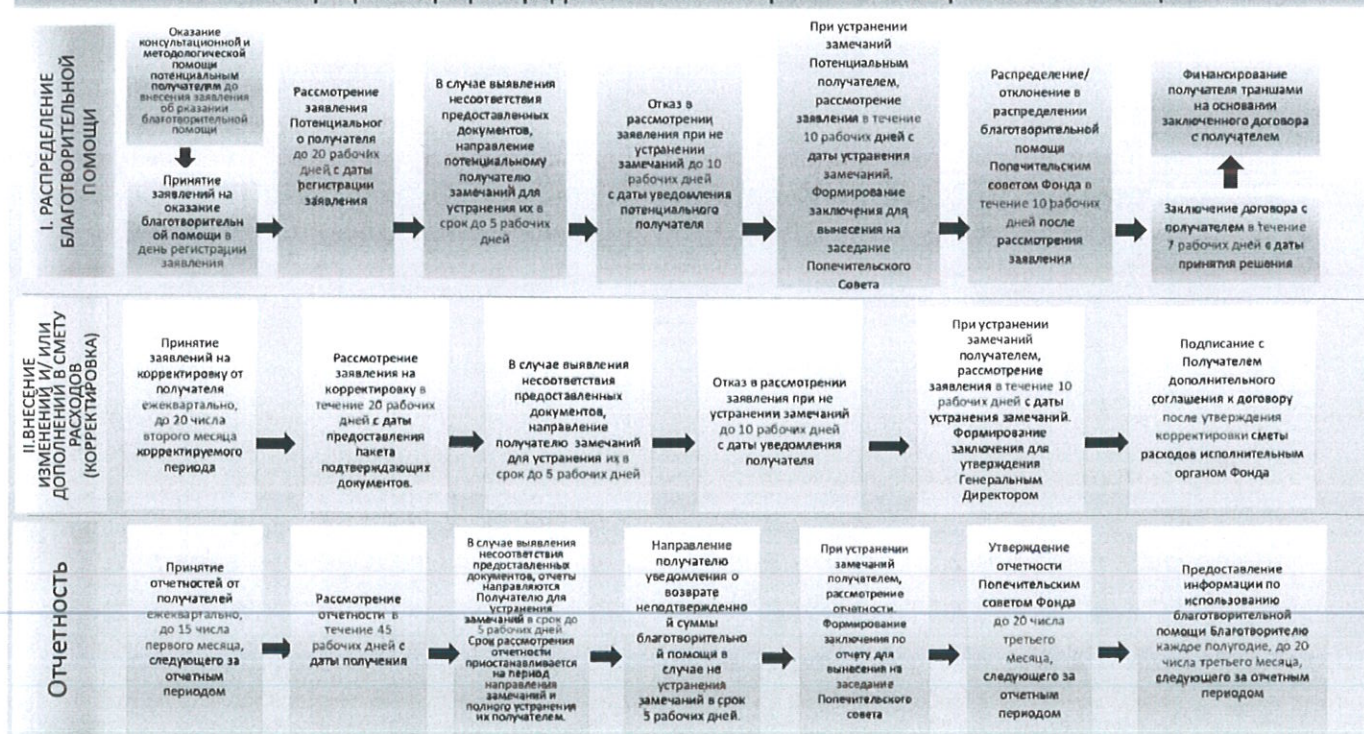 I. РАСПРЕДЕЛЕНИЕ
БЛАГОТВОРИТЕЛЬНОЙ
ПОМОЩИ
Оказание
консультационной и
методологической
помощи
потенциальным
получателям до
внесения заявления
об оказании
благотворительной
помощи
Принятие
заявлений на
оказание
благотворительн
ой помощи в
день регистрации
заявления
Рассмотрение
заявления
Потенциальног
о получателя
до 20 рабочих
дней с даты
регистрации
заявления
В случае выявления
несоответствия
предоставленных
документов,
направление
потенциальному
получателю
замечаний для
устранения их в
срок до 5 рабочих
дней
Отказ в
рассмотрении
заявления при не
устранении
замечаний до 10
рабочих дней
с даты уведомления
потенциального
получателя
При устранении
замечаний
Потенциальным
получателем,
рассмотрение
заявления в течение
10 рабочих дней с
даты устранения
замечаний.
Формирование
заключения для
вынесения на
заседание
Попечительского
Совета
Распределение/
отклонение в
распределении
благотворительной
помощи
Попечительским
советом Фонда в
течение 10 рабочих
дней после
рассмотрения
заявления
Финансирование
получателя траншами
на основании
заключенного договора
с получателем
Заключение договора с
получателем в течение
7 рабочих дней с даты
принятия решения
II.ВНЕСЕНИЕ
ИЗМЕНЕНИЙ И/ ИЛИ
ДОПОЛНЕНИЙ В СМЕТУ
РАСХОДОВ
(КОРРЕКТИРОВКА)
Принятие
заявлений на
корректировку от
получателя
ежеквартально,
до 20 числа
второго месяца
корректируемого
периода
Рассмотрение
заявления на
корректировку в
течение 20 рабочих
дней с даты
предоставления
пакета
подтверждающих
документов.
В случае выявления
несоответствия
предоставленных
документов,
направление
получателю замечаний
для устранения их в
срок до 5 рабочих дней
Отказ в рассмотрении
заявления при не
устранении замечаний
до 10 рабочих дней
с даты уведомления
получателя
При устранении
замечаний
получателем,
рассмотрение
заявления в течение 10
рабочих дней с даты
устранения замечаний.
Формирование
заключения для
утверждения
Генеральным
Директором
Подписание с
Получателем
дополнительного
соглашения к договору
после утверждения
корректировки сметы
расходов исполнительным
органом Фонда
Отчетность
Принятие
отчетностей от
получателей
ежеквартально,
до 15 числа
первого месяца,
следующего за
отчетным
периодом
Рассмотрение
отчетности в
течение 45
рабочих дней с
даты получения
В случае выявления
несоответствия
предоставленных
документов, отчеты
направляются
Получателю для
устранения
замечаний в срок до
5 рабочих дней.
Срок рассмотрения
отчетности
приостанавливается
на период
направления
замечаний и
полного устранения
их получателем.
Направление
получателю
уведомления о
возврате
неподтвержденно
й суммы
благотворительно
й помощи в
случае не
устранения
замечаний в срок
5 рабочих дней.
При устранении
замечаний
получателем,
рассмотрение
отчетности.
Формирование
заключения по
отчету для
вынесения на
заседание
Попечительского
совета
Утверждение
отчетности
Попечительским
советом Фонда
до 20 числа
третьего
месяца,
следующего за
отчетным
периодом
Предоставление
информации по
использованию
благотворительной
помощи Благотворителю
каждое полугодие, до 20
числа третьего месяца,
следующего за отчетным
периодом